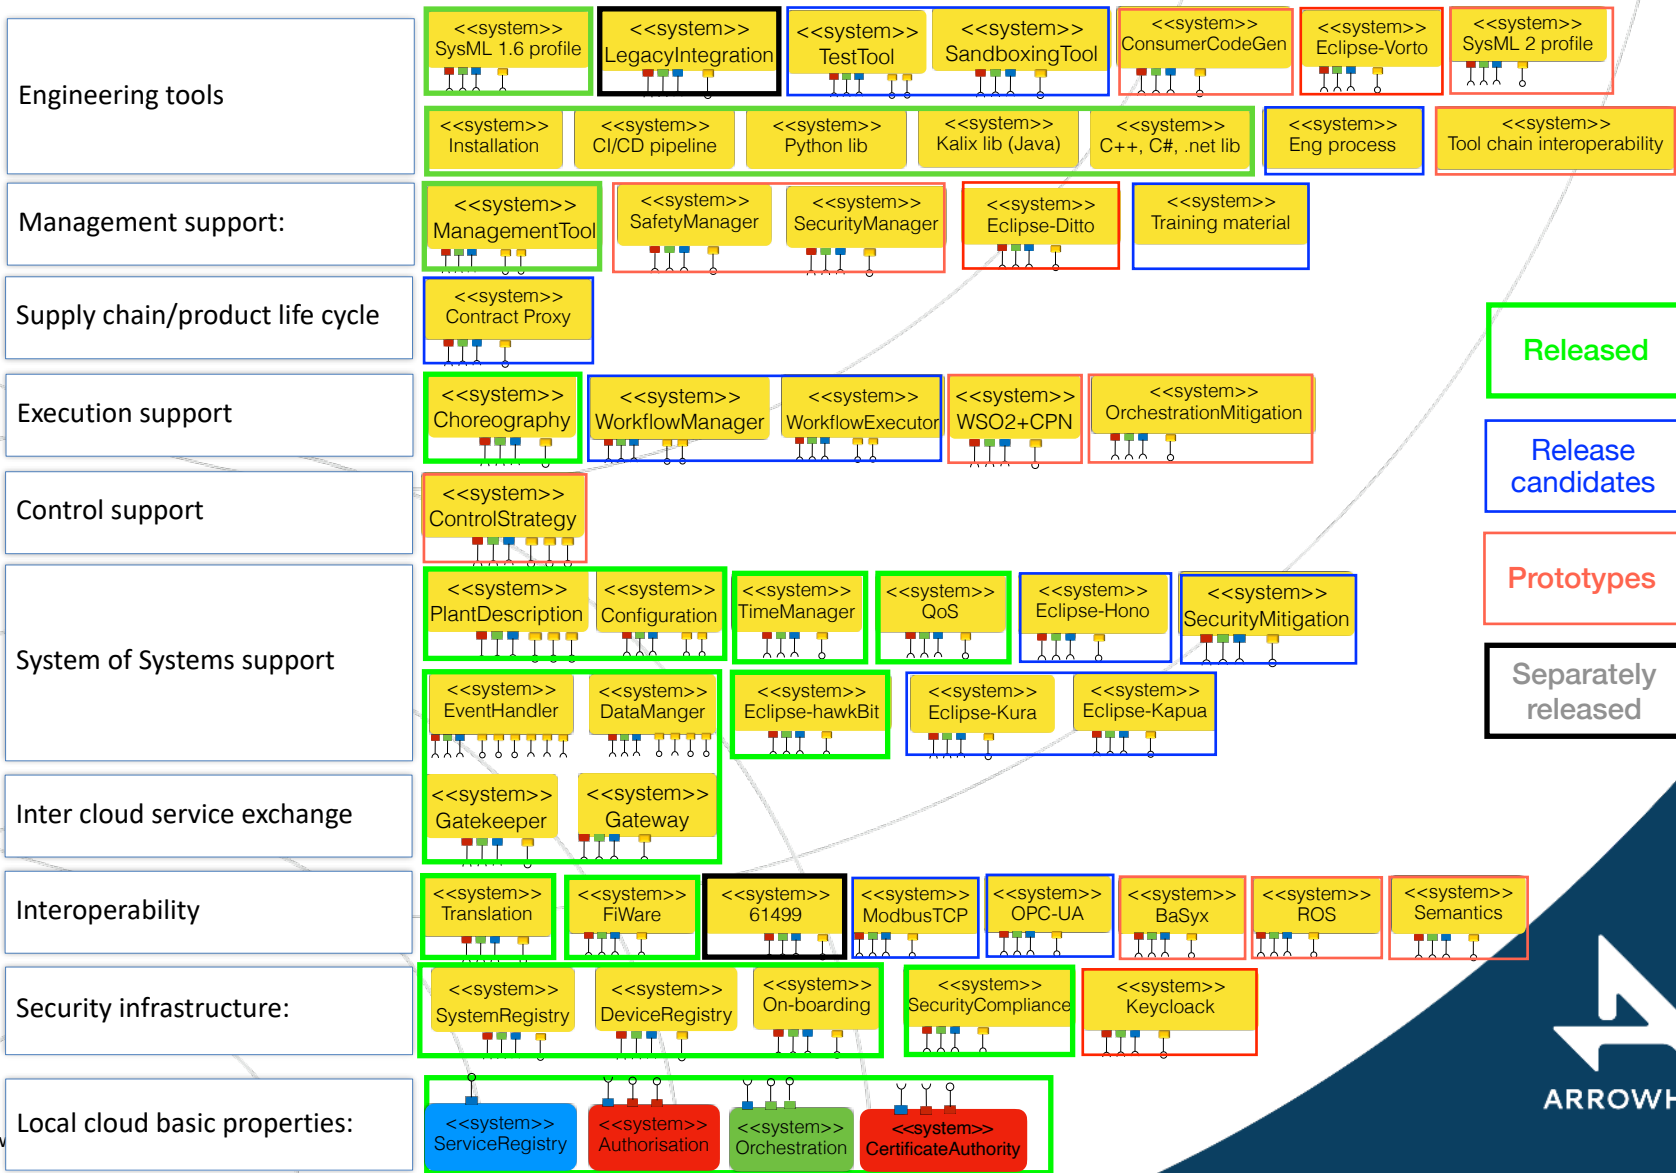 Engineering tools
<<system>>
SysML 1.6 profile
<<system>>
LegacyIntegration
<<system>>
TestTool
<<system>>
SandboxingTool
<<system>>
ConsumerCodeGen
<<system>>
Eclipse-Vorto
<<system>>
SysML 2 profile
<<system>>
Installation
<<system>>
CI/CD pipeline
<<system>>
Python lib
<<system>>
Kalix lib (Java)
<<system>>
C++, C#, .net lib
<<system>>
Eng process
<<system>>
Tool chain interoperability
Management support:
<<system>>
ManagementTool
<<system>>
SafetyManager
<<system>>
SecurityManager
<<system>>
Eclipse-Ditto
<<system>>
Training material
Supply chain/product life cycle
<<system>>
Contract Proxy
Released
Execution support
<<system>>
Choreography
<<system>>
WorkflowManager
<<system>>
WorkflowExecutor
<<system>>
WSO2+CPN
<<system>>
OrchestrationMitigation
Release
candidates
Control support
<<system>>
ControlStrategy
Prototypes
System of Systems support
<<system>>
PlantDescription
<<system>>
Configuration
<<system>>
TimeManager
<<system>>
QoS
<<system>>
Eclipse-Hono
<<system>>
SecurityMitigation
Separately
released
<<system>>
EventHandler
<<system>>
DataManger
<<system>>
Eclipse-hawkBit
<<system>>
Eclipse-Kura
<<system>>
Eclipse-Kapua
Inter cloud service exchange
<<system>>
Gatekeeper
<<system>>
Gateway
Interoperability
<<system>>
Translation
<<system>>
FiWare
<<system>>
61499
<<system>>
ModbusTCP
<<system>>
OPC-UA
<<system>>
BaSyx
<<system>>
ROS
<<system>>
Semantics
Security infrastructure:
<<system>>
SystemRegistry
<<system>>
DeviceRegistry
<<system>>
On-boarding
<<system>>
SecurityCompliance
<<system>>
Keycloack
ARROWH
Local cloud basic properties:
<<system>>
ServiceRegistry
<<system>>
Authorisation
<<system>>
Orchestration
<<system>>
CertificateAuthority